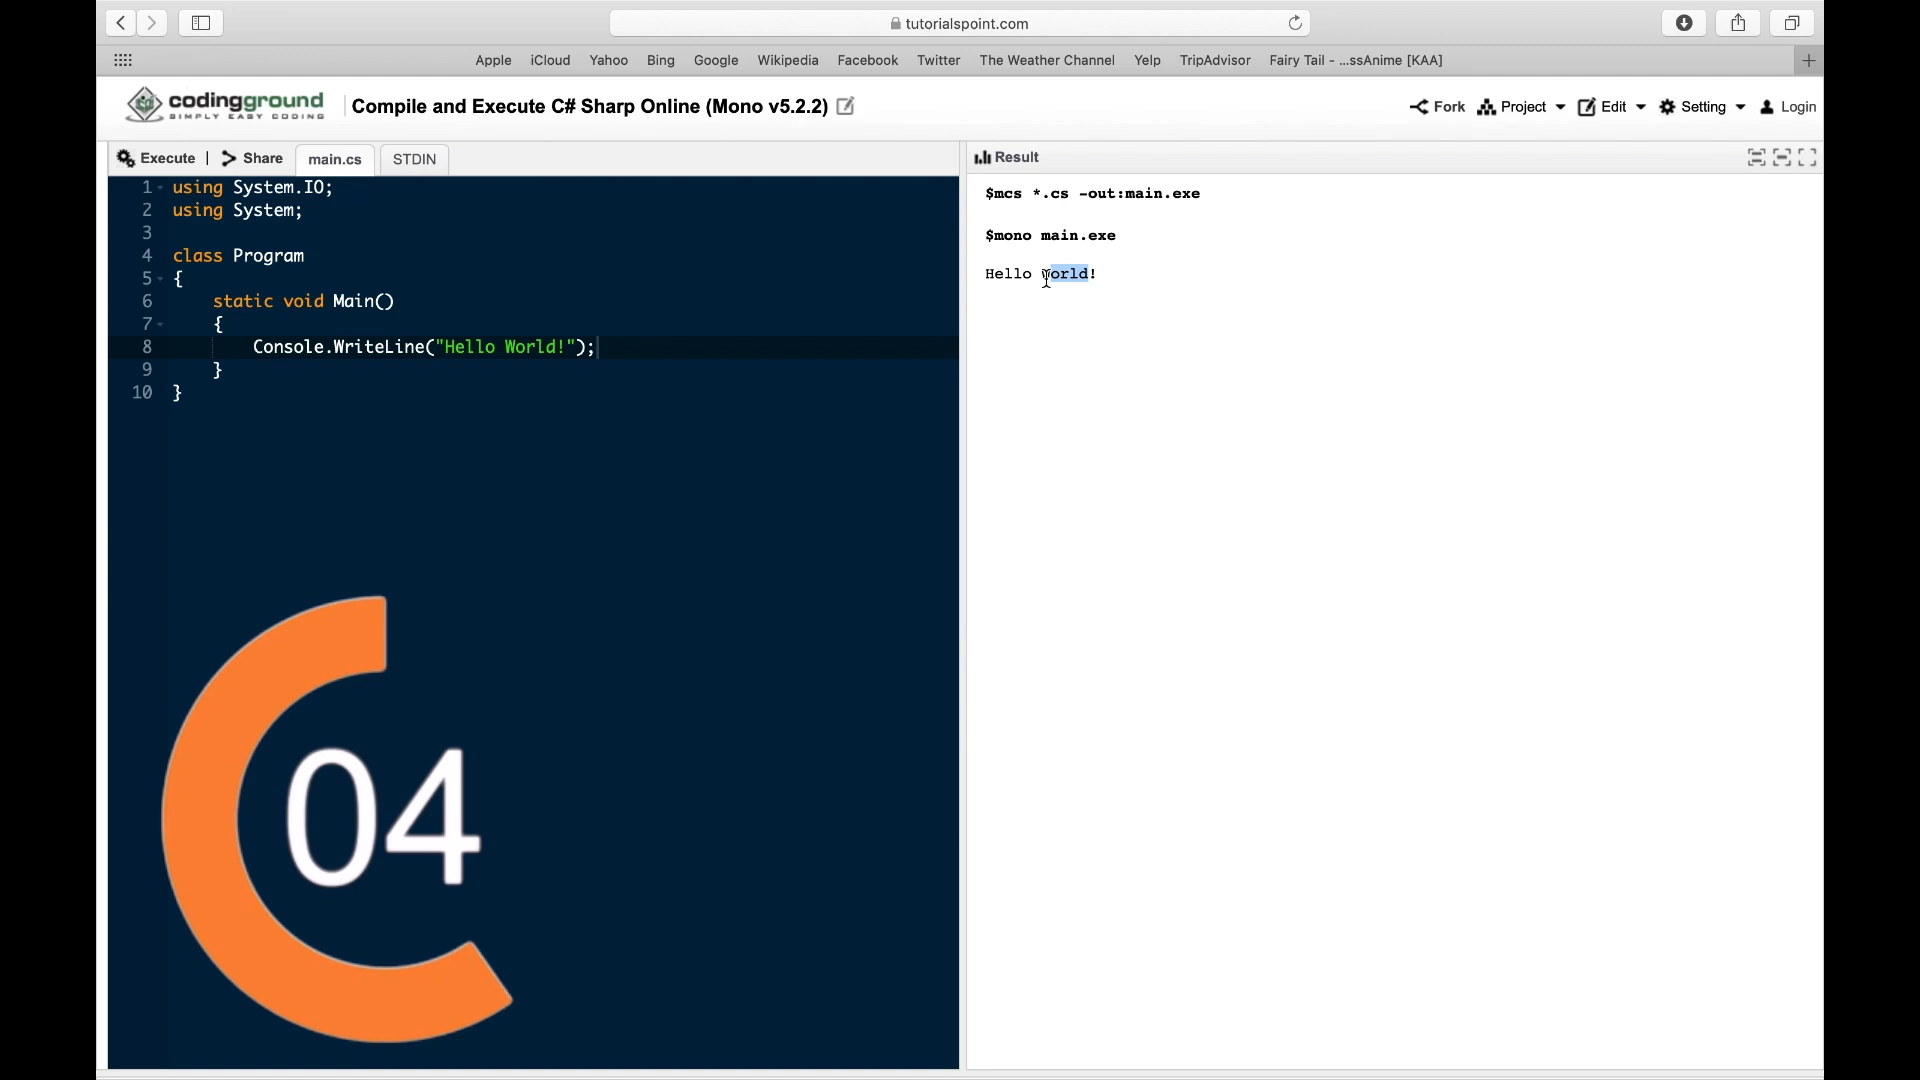 tutorialspoint.com
Apple iCloud Yahoo Bing Google Wikipedia Facebook Twitter The Weather Channel Yelp TripAdvisor Fairy Tail - ...ssAnime [KAA]
codingground
SIMPLY EASY CODING
Compile and Execute C# Sharp Online (Mono v5.2.2)
Fork Project Edit Setting Login
Execute | Share main.cs STDIN
1 using System.IO;
2 using System;
3
4 class Program
5 {
6 static void Main()
7 {
8 Console.WriteLine("Hello World!");
9 }
10 }
04
Result
$mcs *.cs -out:main.exe
$mono main.exe
Hello world!